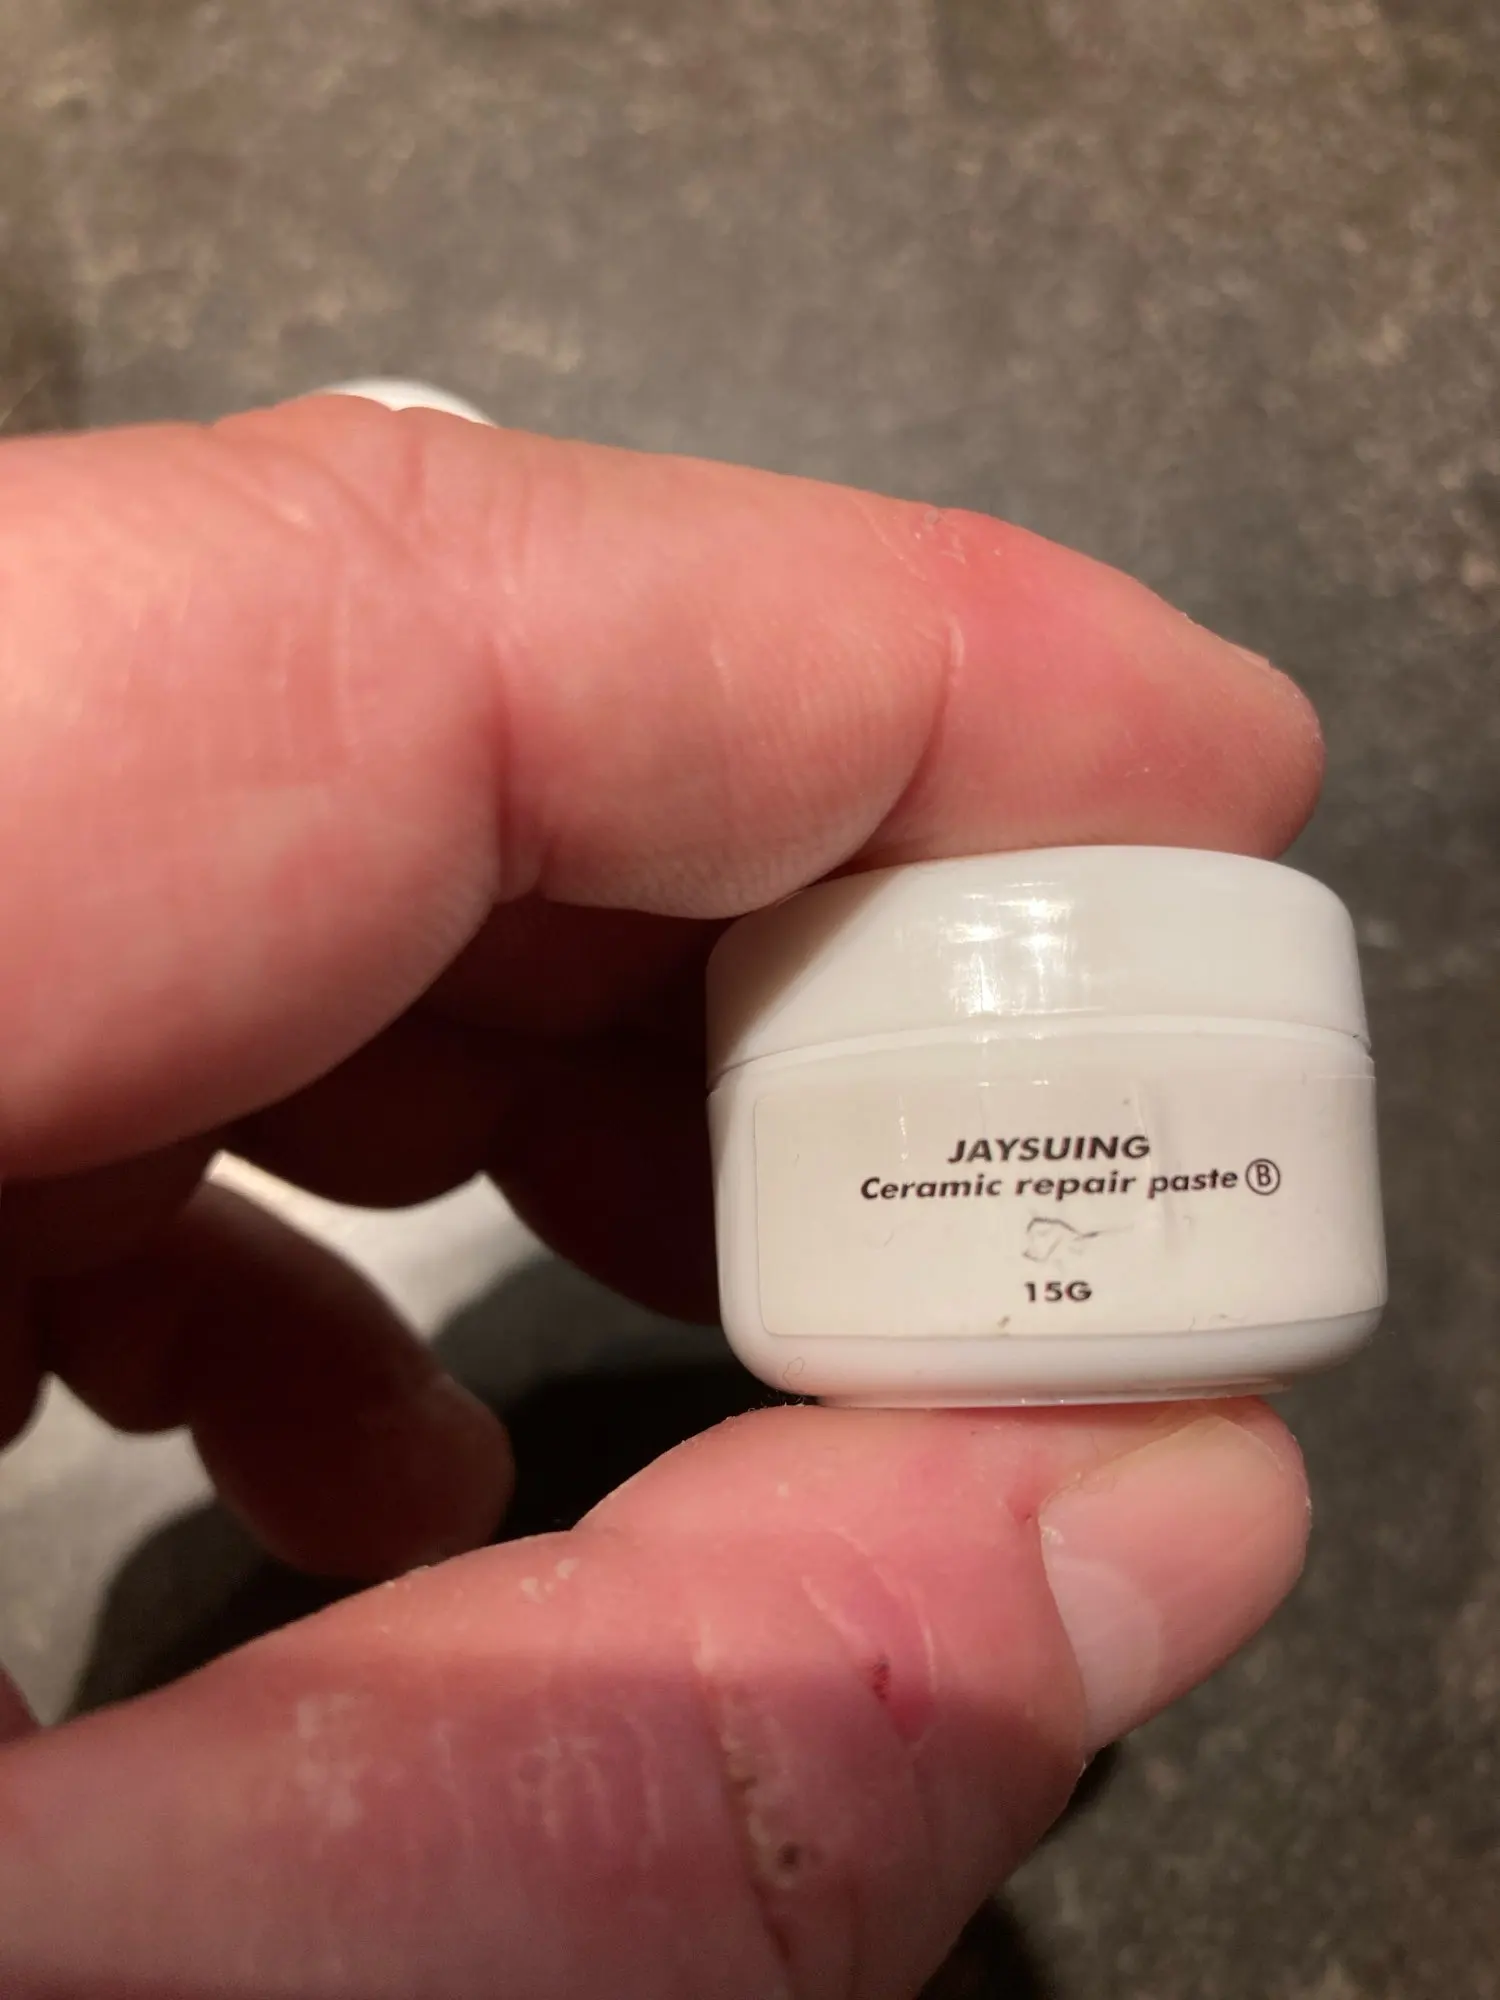 JAYSUING
Ceramic repair paste Ⓑ
15G